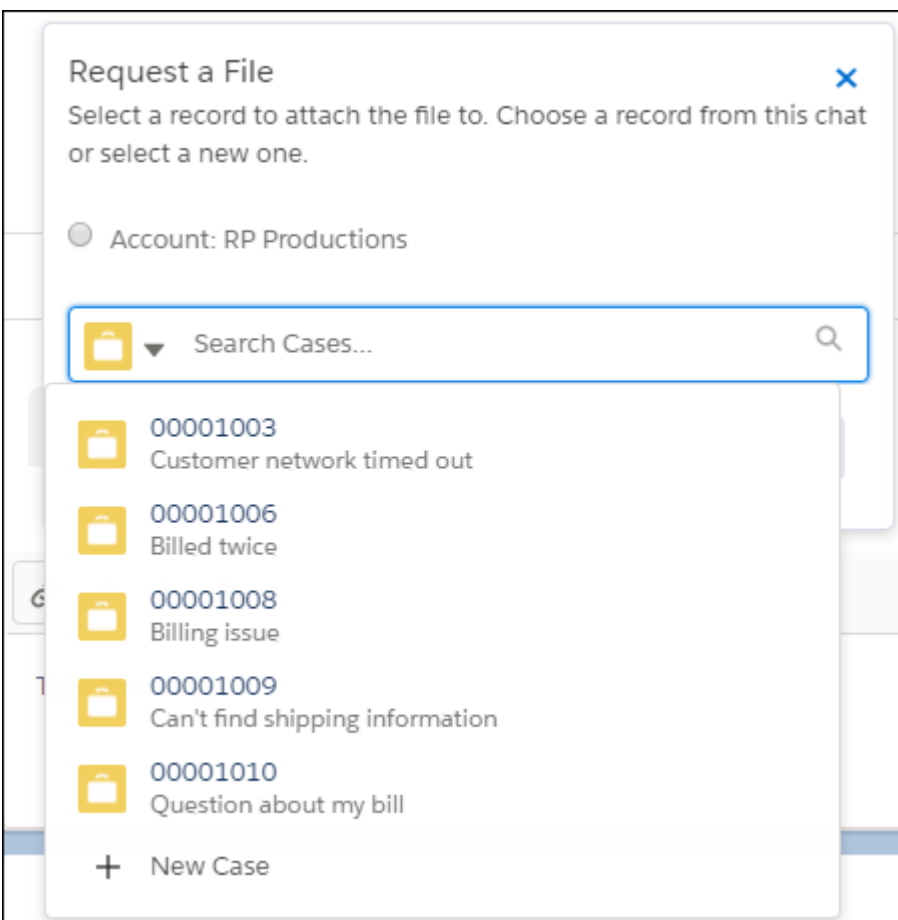 Request a File
Select a record to attach the file to. Choose a record from this chat
or select a new one.
Account: RP Productions
Search Cases...
00001003
Customer network timed out
00001006
Billed twice
00001008
Billing issue
00001009
Can't find shipping information
00001010
Question about my bill
New Case